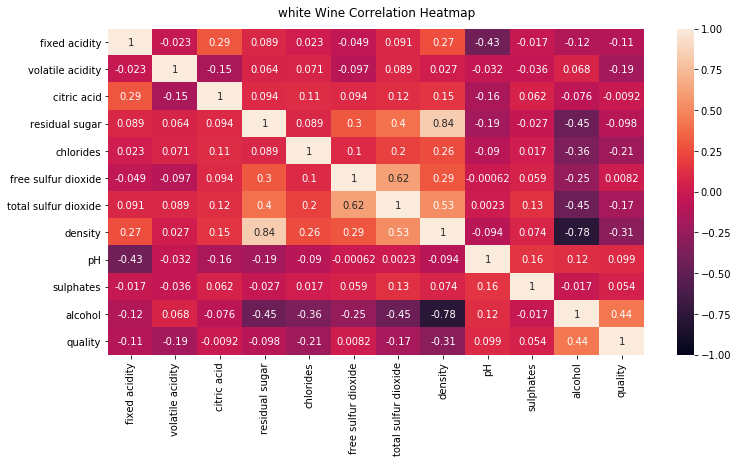 white Wine Correlation Heatmap
fixed acidity 1 -0.023 0.29 0.089 0.023 -0.049 0.091 0.27 -0.43 -0.017 -0.12 -0.11
volatile acidity -0.023 1 -0.15 0.064 0.071 -0.097 0.089 0.027 -0.032 -0.036 0.068 -0.19
citric acid 0.29 -0.15 1 0.094 0.11 0.094 0.12 0.15 -0.16 0.062 -0.076 -0.0092
residual sugar 0.089 0.064 0.094 1 0.089 0.3 0.4 0.84 -0.19 -0.027 -0.45 -0.098
chlorides 0.023 0.071 0.11 0.089 1 0.1 0.2 0.26 -0.09 0.017 -0.36 -0.21
free sulfur dioxide -0.049 -0.097 0.094 0.3 0.1 1 0.62 0.29 -0.00062 0.059 -0.25 0.0082
total sulfur dioxide 0.091 0.089 0.12 0.4 0.2 0.62 1 0.53 0.0023 0.13 -0.45 -0.17
density 0.27 0.027 0.15 0.84 0.26 0.29 0.53 1 -0.094 0.074 -0.78 -0.31
pH -0.43 -0.032 -0.16 -0.19 -0.09 -0.00062 0.0023 -0.094 1 0.16 0.12 0.099
sulphates -0.017 -0.036 0.062 -0.027 0.017 0.059 0.13 0.074 0.16 1 -0.017 0.054
alcohol -0.12 0.068 -0.076 -0.45 -0.36 -0.25 -0.45 -0.78 0.12 -0.017 1 0.44
quality -0.11 -0.19 -0.0092 -0.098 -0.21 0.0082 -0.17 -0.31 0.099 0.054 0.44 1
fixed acidity
volatile acidity
citric acid
residual sugar
chlorides
free sulfur dioxide
total sulfur dioxide
density
pH
sulphates
alcohol
quality
1.00
0.75
0.50
0.25
0.00
−0.25
−0.50
−0.75
−1.00